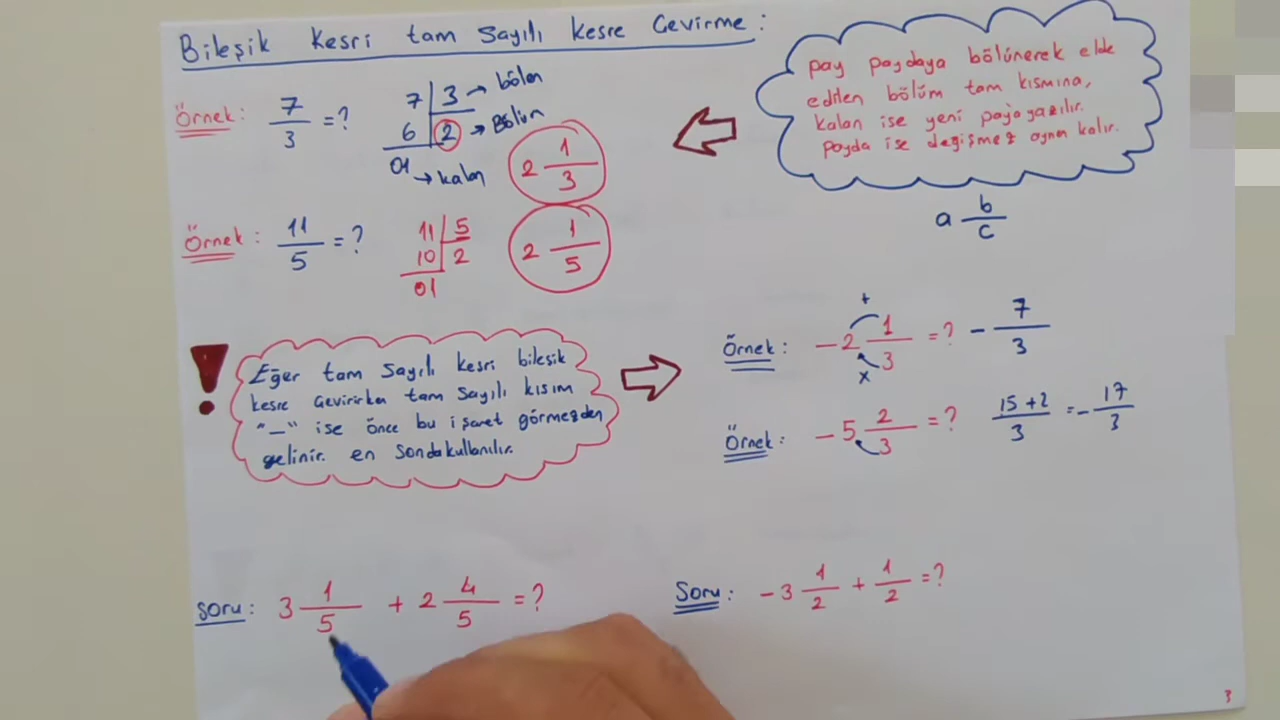 Bileşik Kesri tam Sayılı Kesre Çevirme:
pay paydaya bölünerek elde
edilen bölüm tam kısmına,
kalan ise yeni paya yazılır.
payda ise değişmez aynen kalır.
a b/c
Örnek: 7/3 = ?
7 3 → bölen
6 2 → Bölüm
01 → kalan
2 1/3
Örnek: 11/5 = ?
11 5
10 2
01
2 1/5
! Eğer tam sayılı kesri bileşik
kesre çevirirken tam sayılı kısım
"_" ise önce bu işaret görmezden
gelinir. en sonda kullanılır.
Örnek: -2 1/3 = ? - 7/3
+
x
Örnek: -5 2/3 = ? 15+2/3 = - 17/3
Soru: 3 1/5 + 2 4/5 = ?
Soru: -3 1/2 + 1/2 = ?
3